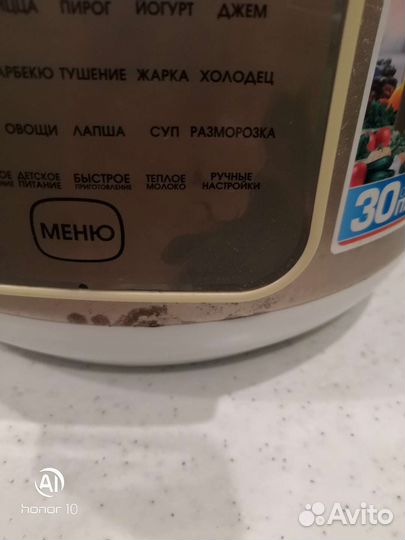 ПИРОГ ЙОГУРТ ДЖЕМ
ТУШЕНИЕ ЖАРКА ХОЛОДЕЦ
ОВОЩИ ЛАПША СУП РАЗМОРОЗКА
ДЕТСКОЕ ПИТАНИЕ
БЫСТРОЕ ПРИГОТОВЛЕНИЕ
ТЕПЛОЕ МОЛОКО
РУЧНЫЕ НАСТРОЙКИ
МЕНЮ
30
AI
honor 10
Avito